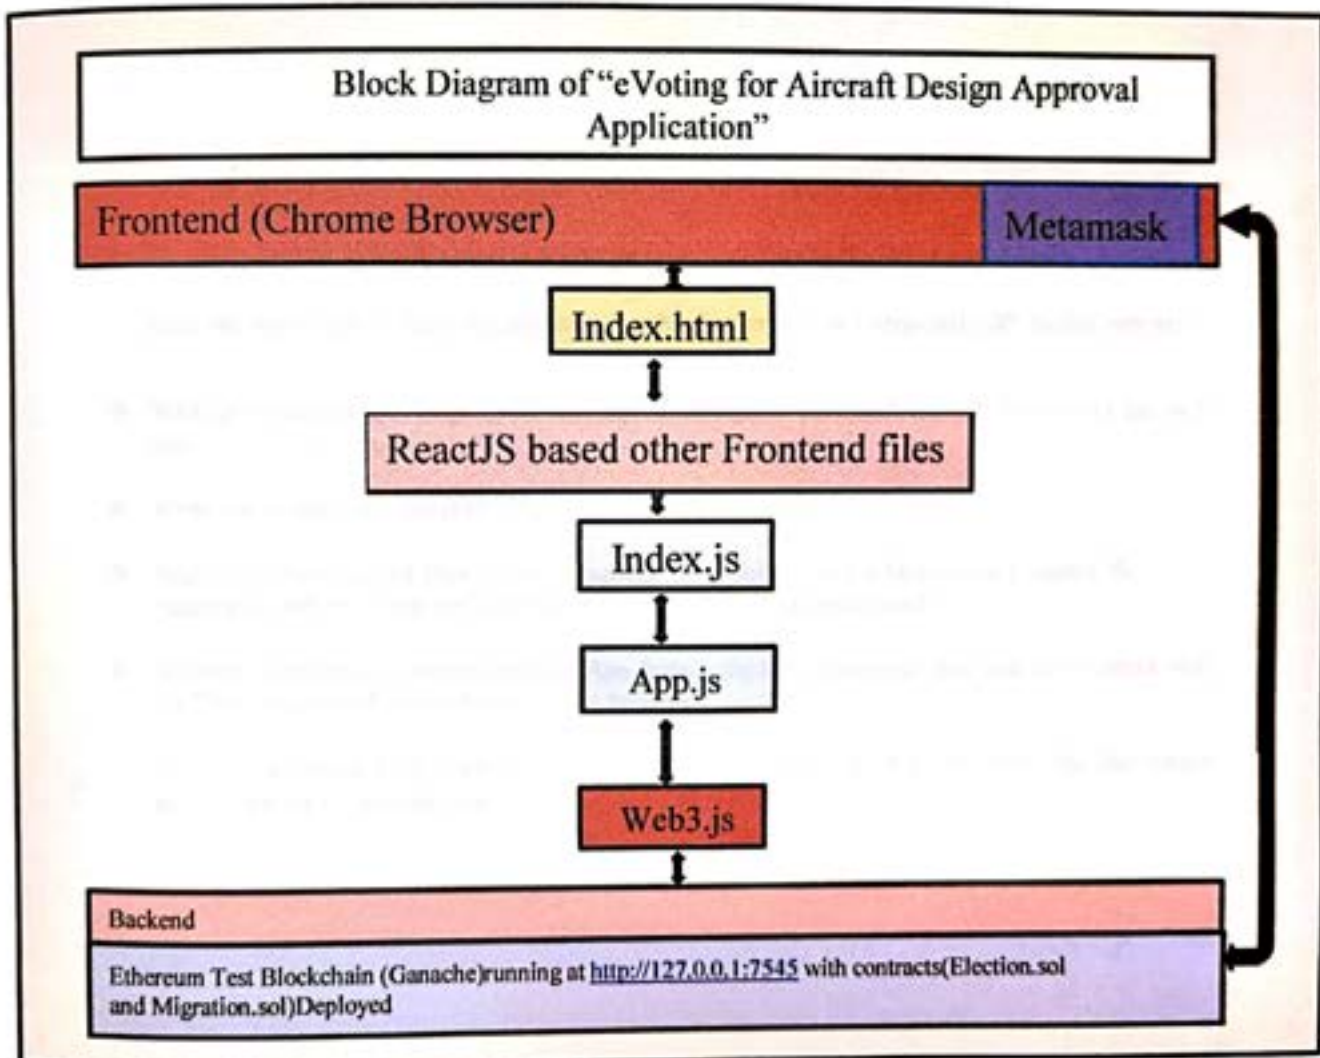 Block Diagram of “eVoting for Aircraft Design Approval
Application”
Frontend (Chrome Browser)
Metamask
Index.html
ReactJS based other Frontend files
Index.js
App.js
Web3.js
Backend
Ethereum Test Blockchain (Ganache)running at http://127.0.0.1:7545 with contracts(Election.sol
and Migration.sol)Deployed